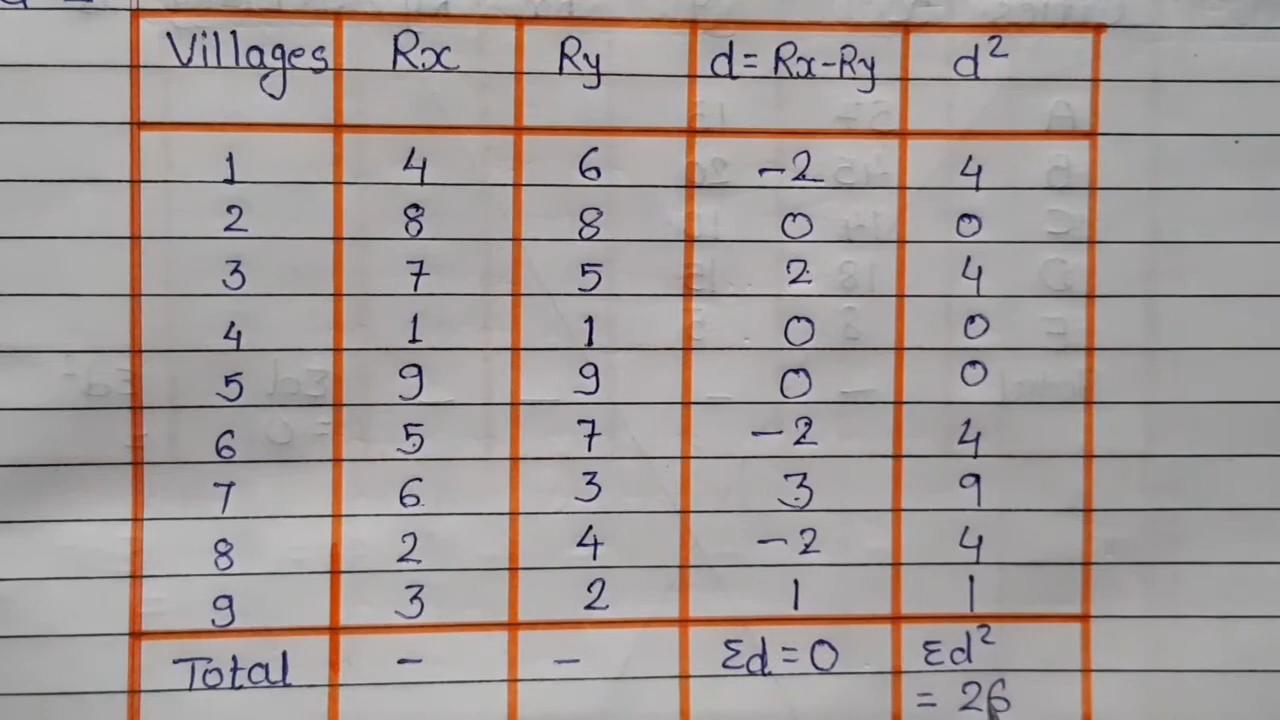 Villages Rx Ry d = Rx-Ry d²
1 4 6 -2 4
2 8 8 0 0
3 7 5 2 4
4 1 1 0 0
5 9 9 0 0
6 5 7 -2 4
7 6 3 3 9
8 2 4 -2 4
9 3 2 1 1
Total - - Σd = 0 Σd²
= 26